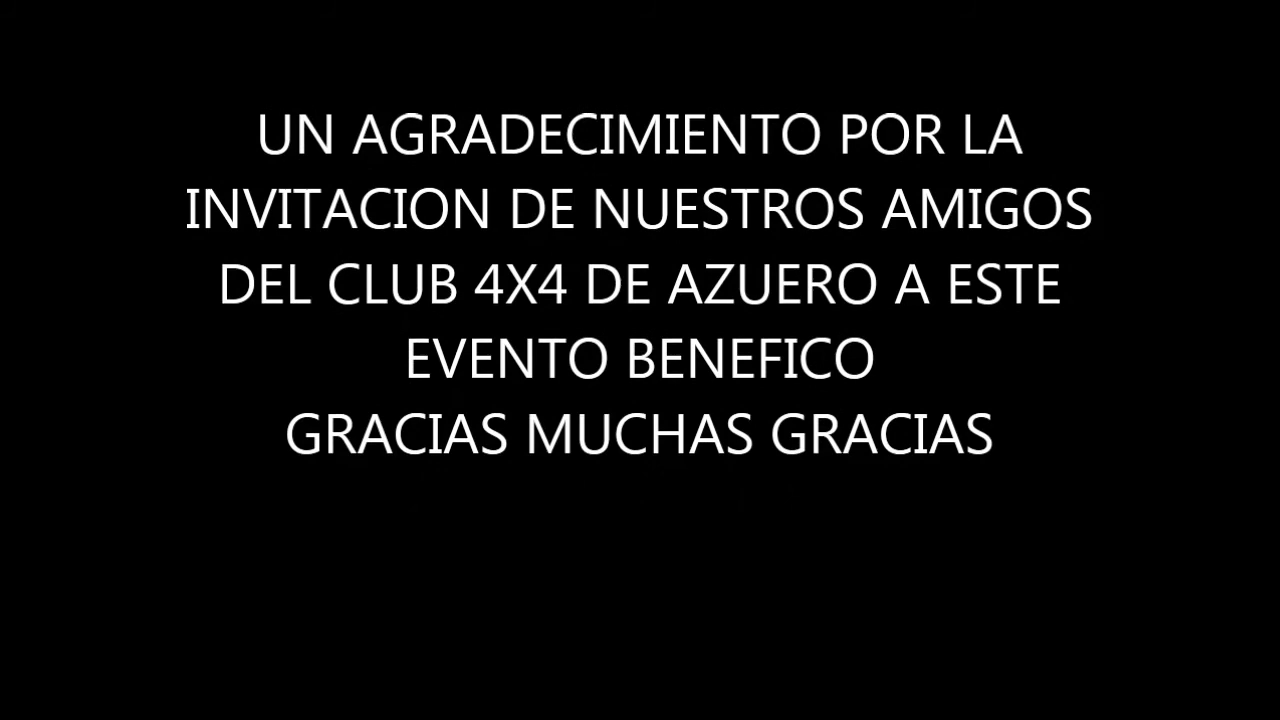 UN AGRADECIMIENTO POR LA
INVITACION DE NUESTROS AMIGOS
DEL CLUB 4X4 DE AZUERO A ESTE
EVENTO BENEFICO
GRACIAS MUCHAS GRACIAS